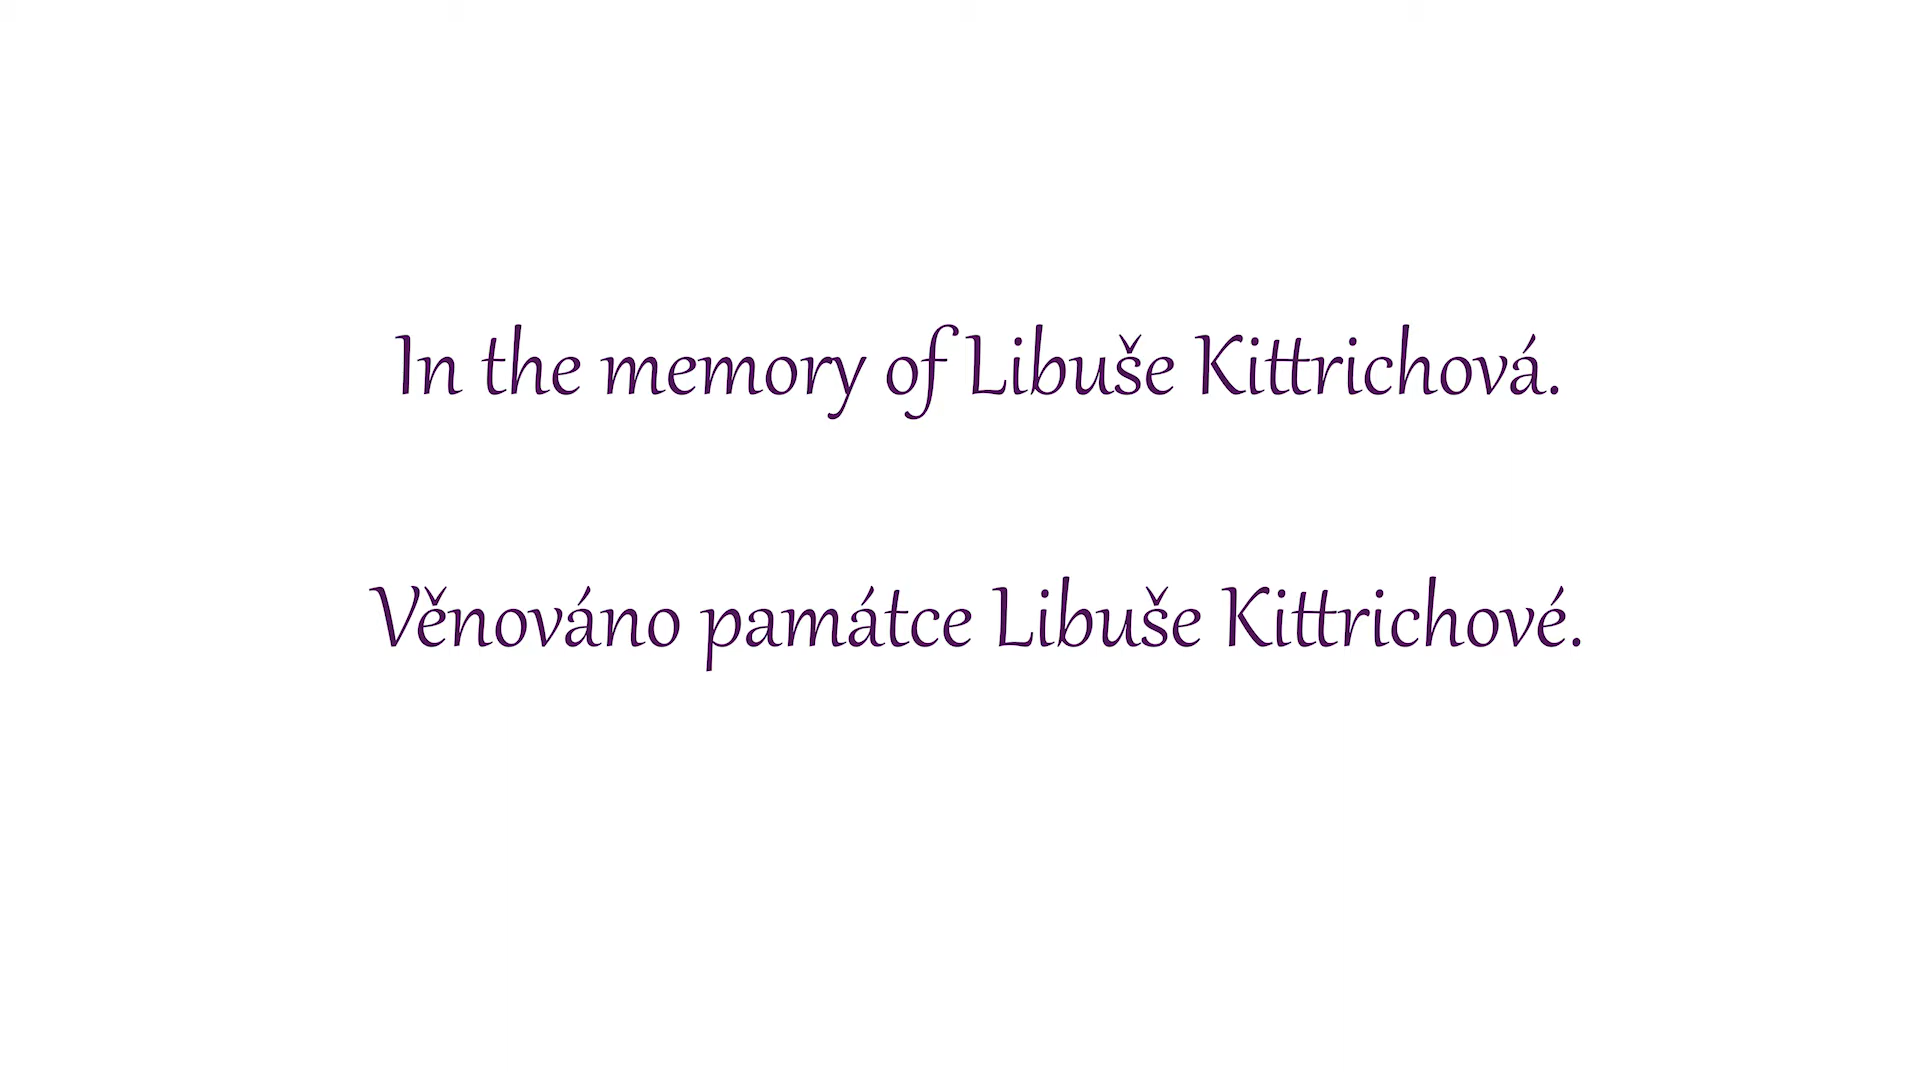 In the memory of Libuše Kittrichová.
Věnováno památce Libuše Kittrichové.